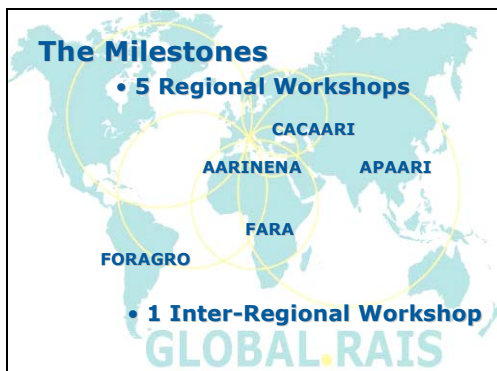 The Milestones
• 5 Regional Workshops
CACAARI
AARINENA APAARI
FARA
FORAGRO
• 1 Inter-Regional Workshop
GLOBAL.RAIS